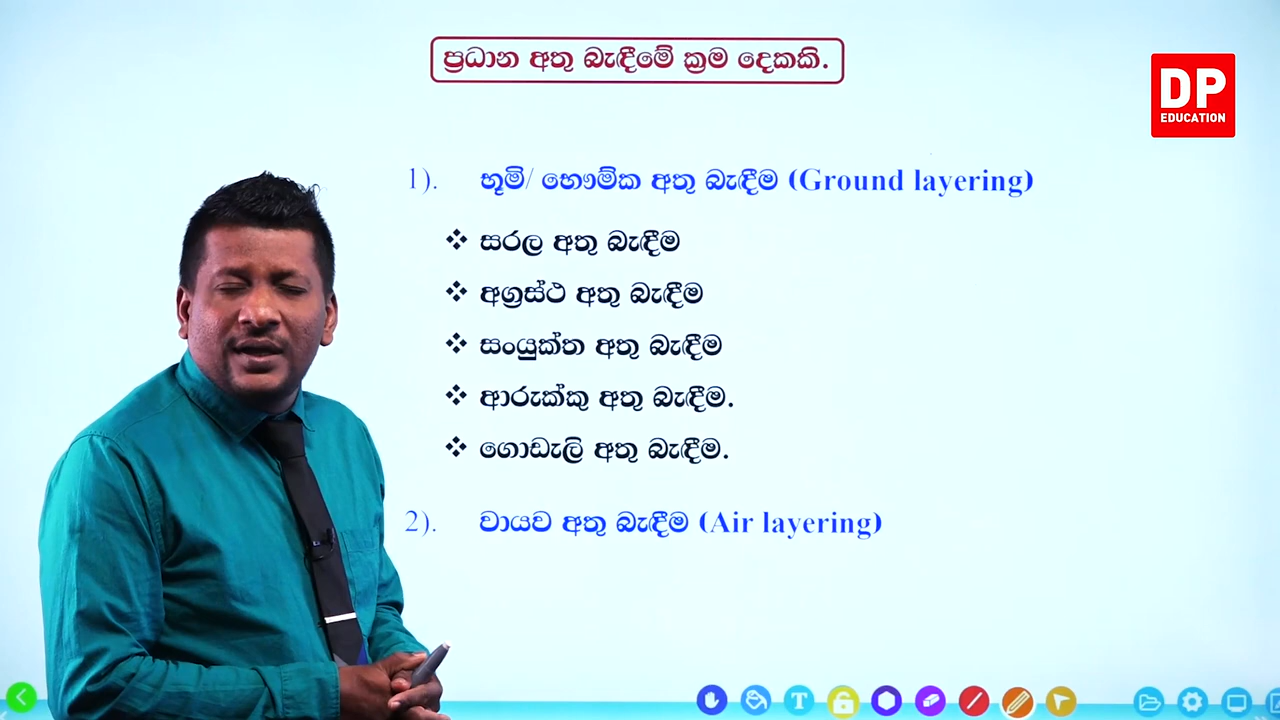 ප්‍රධාන අතු බැඳීමේ ක්‍රම දෙකකි.
DP
EDUCATION
1). භූමි/ භෞමික අතු බැඳීම (Ground layering)
❖ සරල අතු බැඳීම
❖ අග්‍රස්ථ අතු බැඳීම
❖ සංයුක්ත අතු බැඳීම
❖ ආරුක්කු අතු බැඳීම.
❖ ගොඩැලි අතු බැඳීම.
2). වායව අතු බැඳීම (Air layering)
T